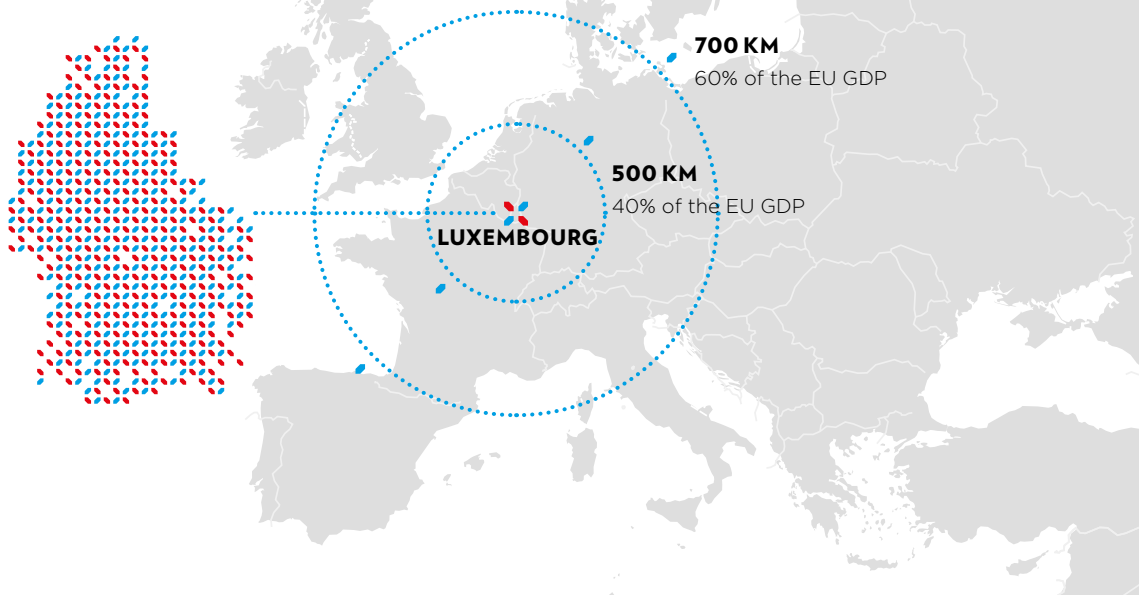 700 KM
60% of the EU GDP
500 KM
40% of the EU GDP
LUXEMBOURG